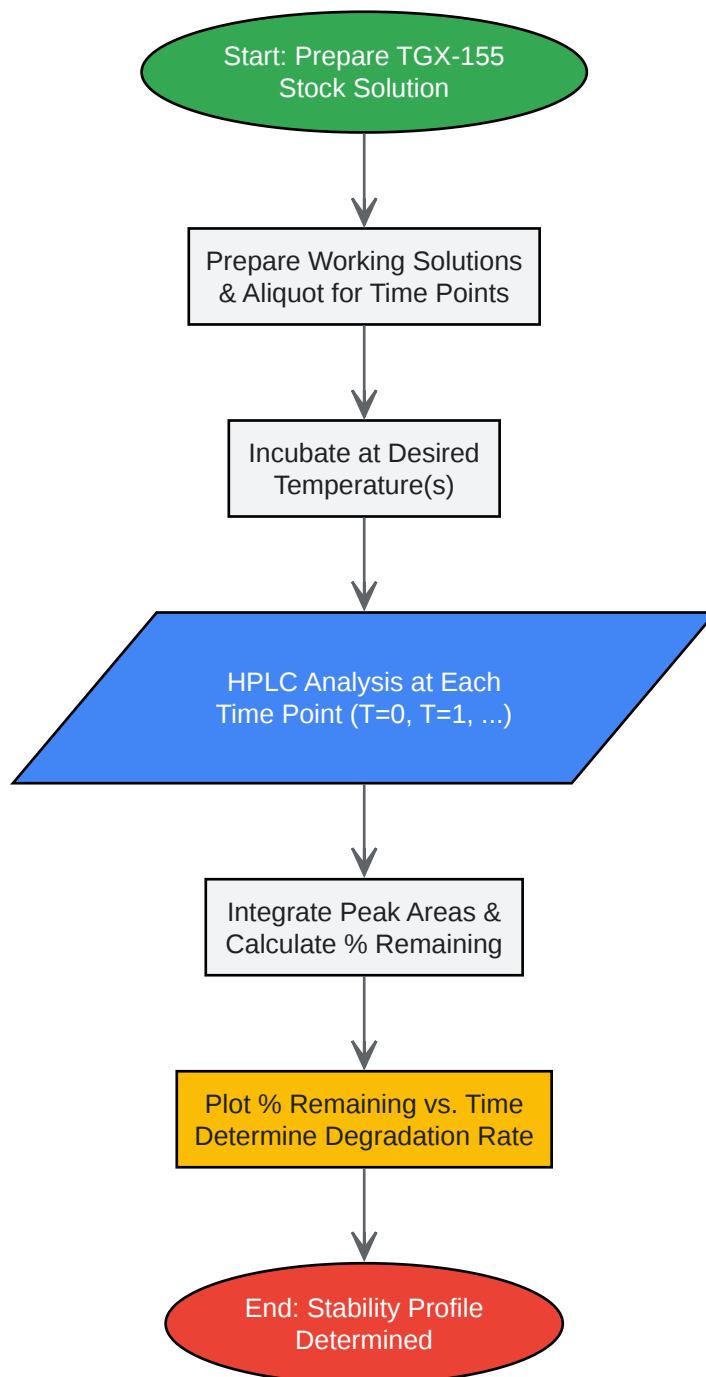 Start: Prepare TGX-155
Stock Solution
Prepare Working Solutions
& Aliquot for Time Points
Incubate at Desired
Temperature(s)
HPLC Analysis at Each
Time Point (T=0, T=1, ...)
Integrate Peak Areas &
Calculate % Remaining
Plot % Remaining vs. Time
Determine Degradation Rate
End: Stability Profile
Determined